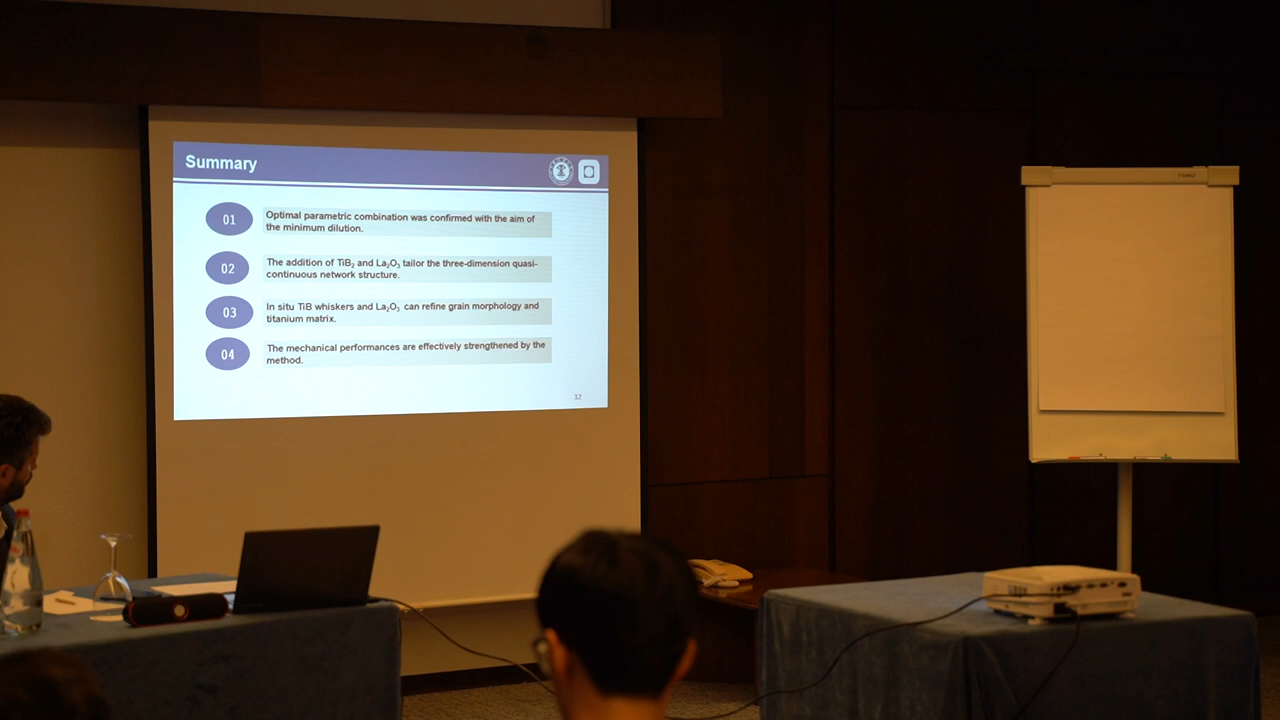 Summary
01
Optimal parametric combination was confirmed with the aim of
the minimum dilution.
02
The addition of TiB₂ and La₂O₃ tailor the three-dimension quasi-
continuous network structure.
03
In situ TiB whiskers and La₂O₃ can refine grain morphology and
titanium matrix.
04
The mechanical performances are effectively strengthened by the
method.
12